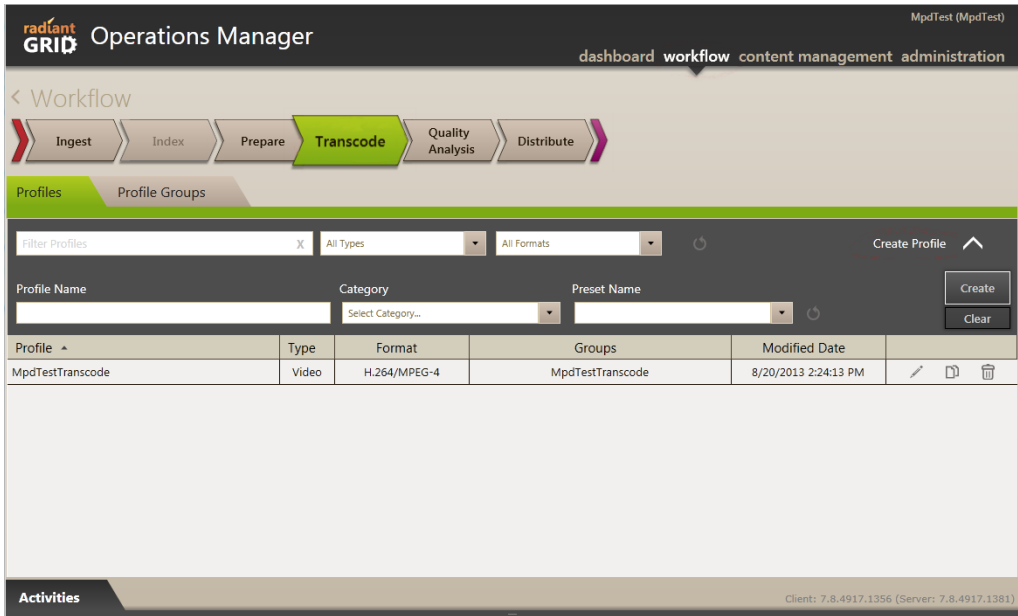 MpdTest (MpdTest)
radiant
GRID
Operations Manager
dashboard workflow content management administration
< Workflow
Ingest
Index
Prepare
Transcode
Quality
Analysis
Distribute
Profiles
Profile Groups
Filter Profiles X
All Types
All Formats
Create Profile
Profile Name
Category
Preset Name
Create
Select Category...
Clear
Profile Type Format Groups Modified Date
MpdTestTranscode Video H.264/MPEG-4 MpdTestTranscode 8/20/2013 2:24:13 PM
Activities
Client: 7.8.4917.1356 (Server: 7.8.4917.1381)